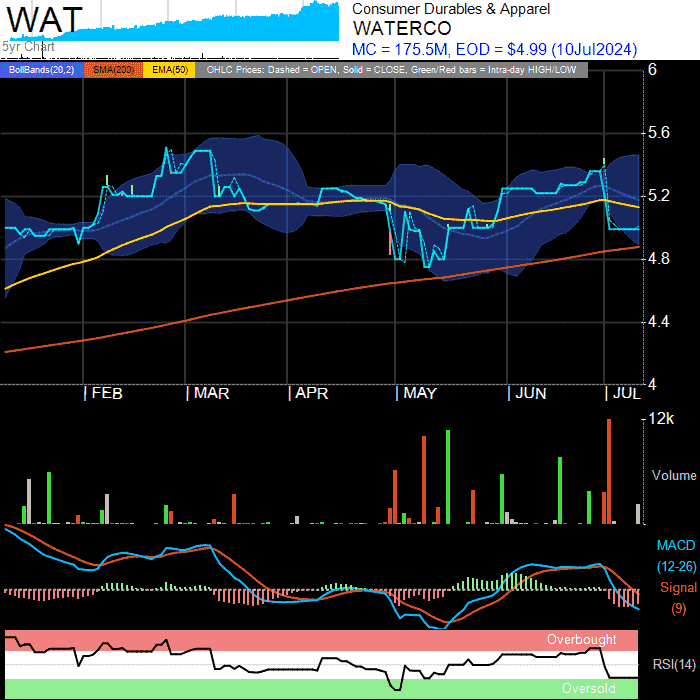 WAT
5yr Chart
Consumer Durables & Apparel
WATERCO
MC = 175.5M, EOD = $4.99 (10Jul2024)
BollBands(20,2) SMA(200) EMA(50) OHLC Prices: Dashed = OPEN, Solid = CLOSE, Green/Red bars = Intra-day HIGH/LOW
6
5.6
5.2
4.8
4.4
4
FEB MAR APR MAY JUN JUL
12k
Volume
MACD
(12-26)
Signal
(9)
Overbought
RSI(14)
Oversold